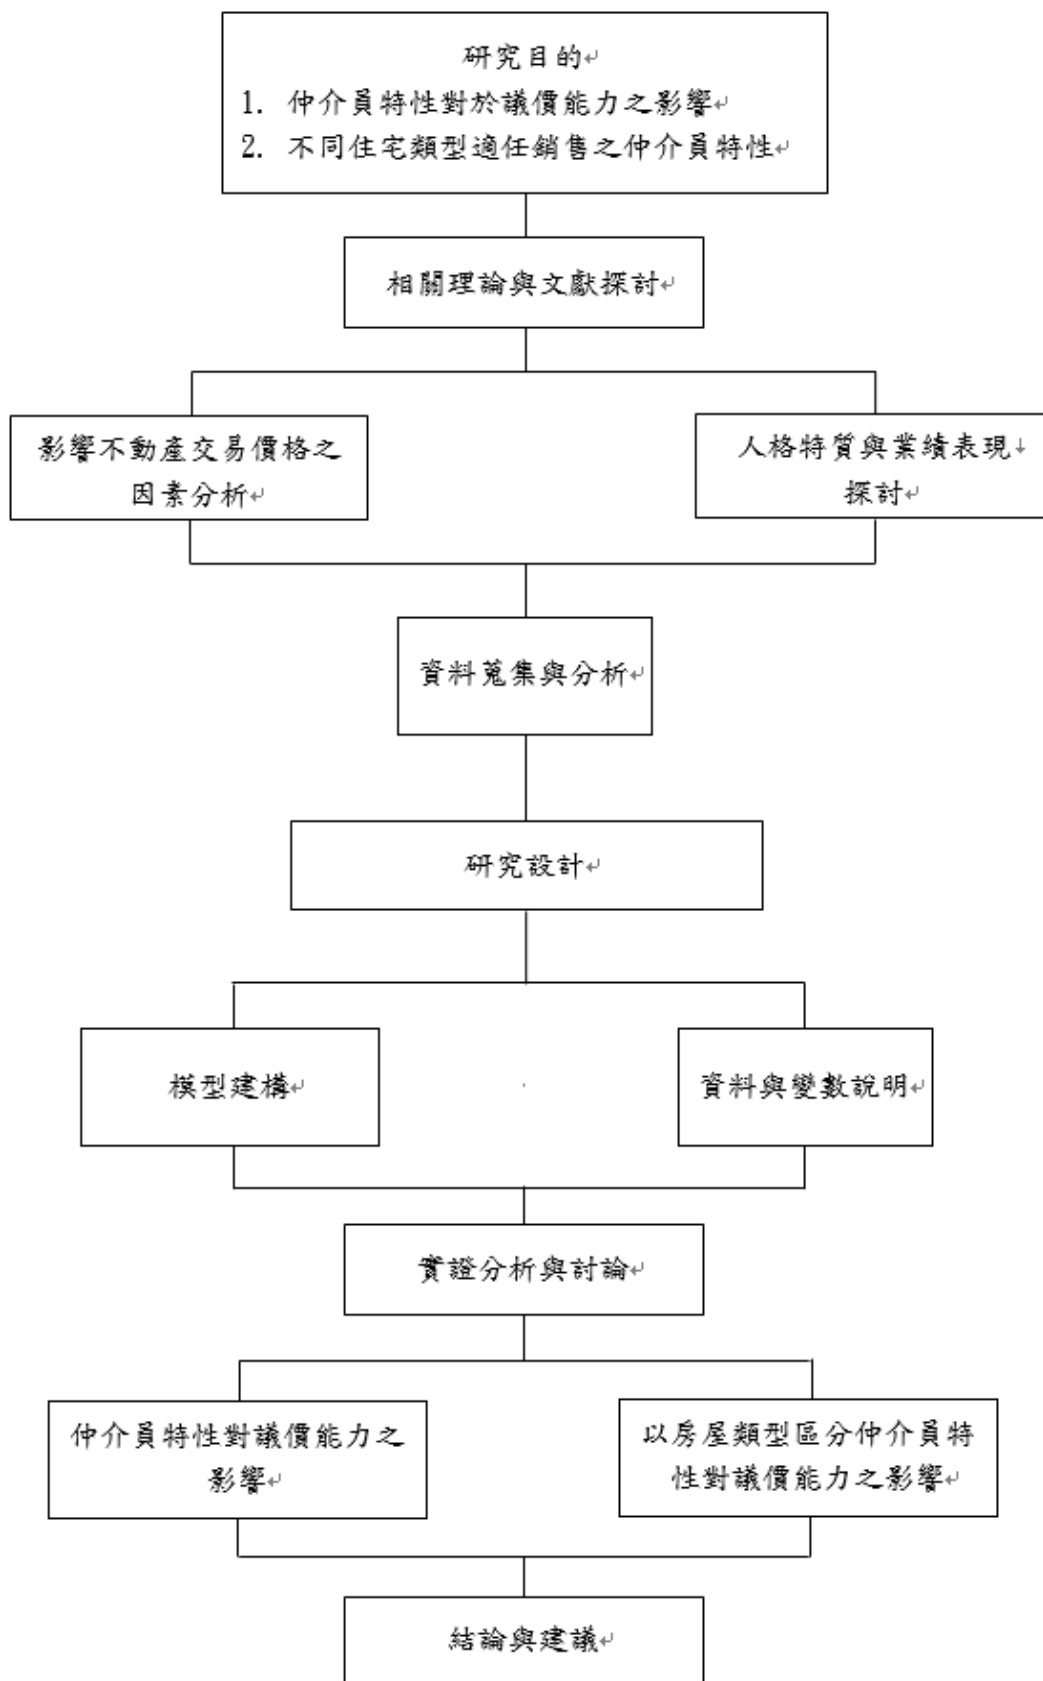 研究目的
1. 仲介員特性對於議價能力之影響
2. 不同住宅類型適任銷售之仲介員特性
相關理論與文獻探討
影響不動產交易價格之
因素分析
人格特質與業績表現
探討
資料蒐集與分析
研究設計
模型建構
資料與變數說明
實證分析與討論
仲介員特性對議價能力之
影響
以房屋類型區分仲介員特
性對議價能力之影響
結論與建議